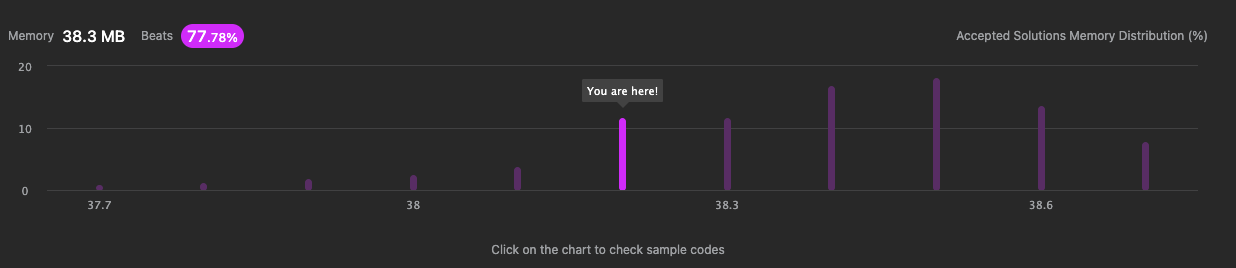 Memory 38.3 MB Beats 77.78% Accepted Solutions Memory Distribution (%)
20
You are here!
10
0
37.7 38 38.3 38.6
Click on the chart to check sample codes